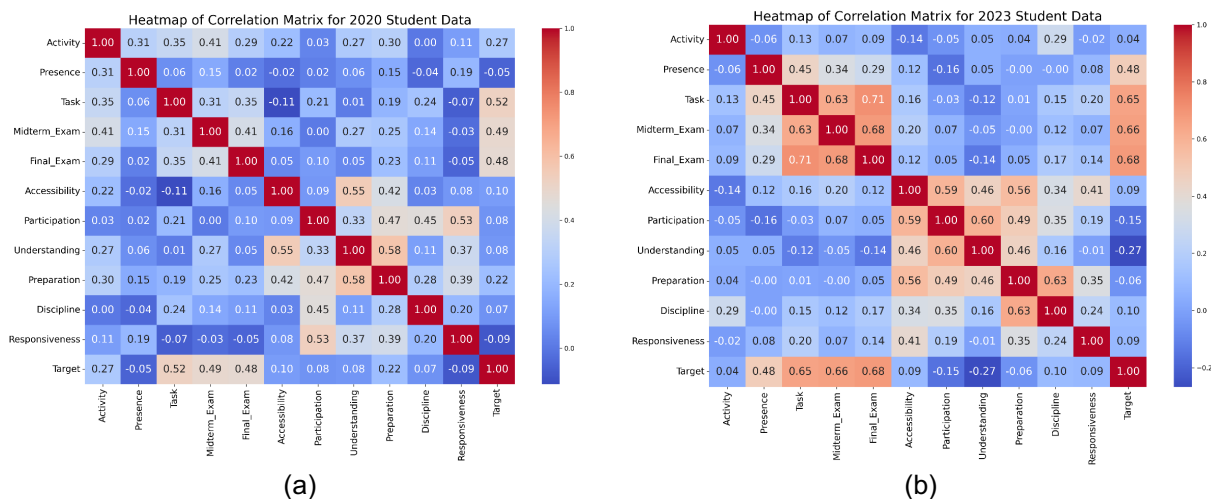 Heatmap of Correlation Matrix for 2020 Student Data
Activity 1.00 0.31 0.35 0.41 0.29 0.22 0.03 0.27 0.30 0.00 0.11 0.27
Presence 0.31 1.00 0.06 0.15 0.02 -0.02 0.02 0.06 0.15 -0.04 0.19 -0.05
Task 0.35 0.06 1.00 0.31 0.35 -0.11 0.21 0.01 0.19 0.24 -0.07 0.52
Midterm_Exam 0.41 0.15 0.31 1.00 0.41 0.16 0.00 0.27 0.25 0.14 -0.03 0.49
Final_Exam 0.29 0.02 0.35 0.41 1.00 0.05 0.10 0.05 0.23 0.11 -0.05 0.48
Accessibility 0.22 -0.02 -0.11 0.16 0.05 1.00 0.09 0.55 0.42 0.03 0.08 0.10
Participation 0.03 0.02 0.21 0.00 0.10 0.09 1.00 0.33 0.47 0.45 0.53 0.08
Understanding 0.27 0.06 0.01 0.27 0.05 0.55 0.33 1.00 0.58 0.11 0.37 0.08
Preparation 0.30 0.15 0.19 0.25 0.23 0.42 0.47 0.58 1.00 0.28 0.39 0.22
Discipline 0.00 -0.04 0.24 0.14 0.11 0.03 0.45 0.11 0.28 1.00 0.20 0.07
Responsiveness 0.11 0.19 -0.07 -0.03 -0.05 0.08 0.53 0.37 0.39 0.20 1.00 -0.09
Target 0.27 -0.05 0.52 0.49 0.48 0.10 0.08 0.08 0.22 0.07 -0.09 1.00
Activity Presence Task Midterm_Exam Final_Exam Accessibility Participation Understanding Preparation Discipline Responsiveness Target
1.0
0.8
0.6
0.4
0.2
0.0
(a)
Heatmap of Correlation Matrix for 2023 Student Data
Activity 1.00 -0.06 0.13 0.07 0.09 -0.14 -0.05 0.05 0.04 0.29 -0.02 0.04
Presence -0.06 1.00 0.45 0.34 0.29 0.12 -0.16 0.05 -0.00 -0.00 0.08 0.48
Task 0.13 0.45 1.00 0.63 0.71 0.16 -0.03 -0.12 0.01 0.15 0.20 0.65
Midterm_Exam 0.07 0.34 0.63 1.00 0.68 0.20 0.07 -0.05 -0.00 0.12 0.07 0.66
Final_Exam 0.09 0.29 0.71 0.68 1.00 0.12 0.05 -0.14 0.05 0.17 0.14 0.68
Accessibility -0.14 0.12 0.16 0.20 0.12 1.00 0.59 0.46 0.56 0.34 0.41 0.09
Participation -0.05 -0.16 -0.03 0.07 0.05 0.59 1.00 0.60 0.49 0.35 0.19 -0.15
Understanding 0.05 0.05 -0.12 -0.05 -0.14 0.46 0.60 1.00 0.46 0.16 -0.01 -0.27
Preparation 0.04 -0.00 0.01 -0.00 0.05 0.56 0.49 0.46 1.00 0.63 0.35 -0.06
Discipline 0.29 -0.00 0.15 0.12 0.17 0.34 0.35 0.16 0.63 1.00 0.24 0.10
Responsiveness -0.02 0.08 0.20 0.07 0.14 0.41 0.19 -0.01 0.35 0.24 1.00 0.09
Target 0.04 0.48 0.65 0.66 0.68 0.09 -0.15 -0.27 -0.06 0.10 0.09 1.00
Activity Presence Task Midterm_Exam Final_Exam Accessibility Participation Understanding Preparation Discipline Responsiveness Target
1.0
0.8
0.6
0.4
0.2
0.0
-0.2
(b)